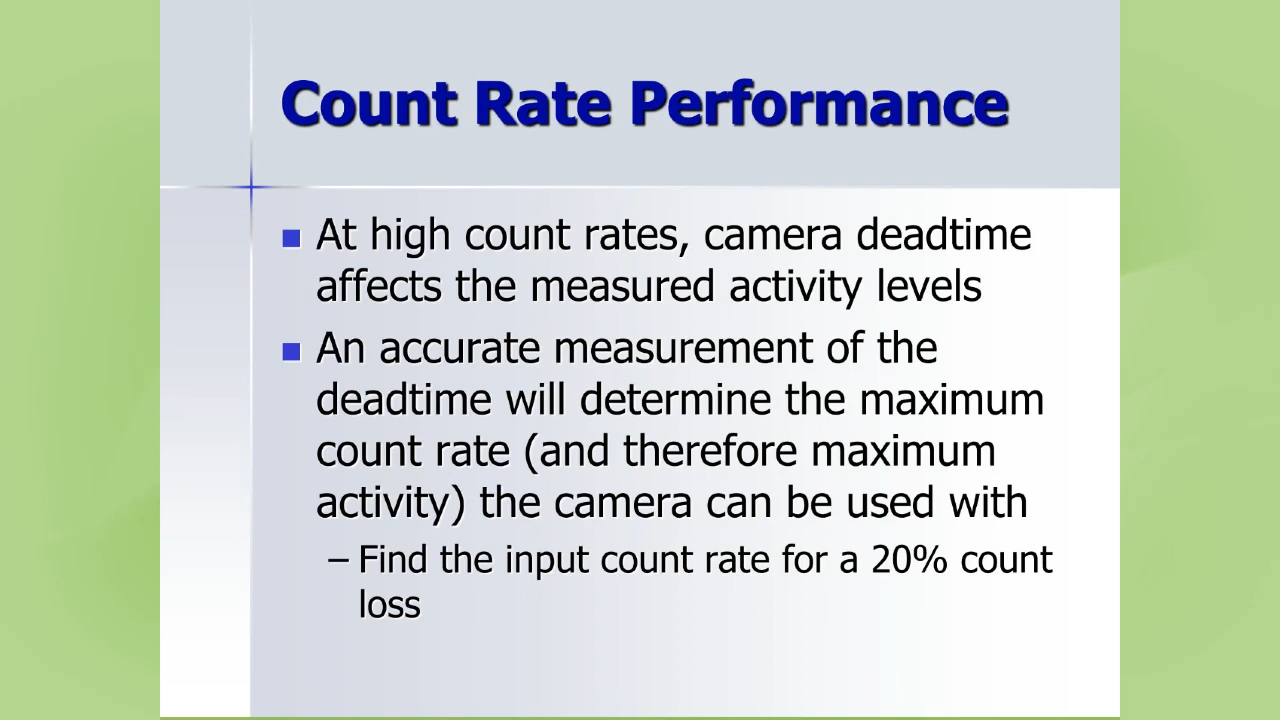 Count Rate Performance
At high count rates, camera deadtime
affects the measured activity levels
An accurate measurement of the
deadtime will determine the maximum
count rate (and therefore maximum
activity) the camera can be used with
– Find the input count rate for a 20% count
loss